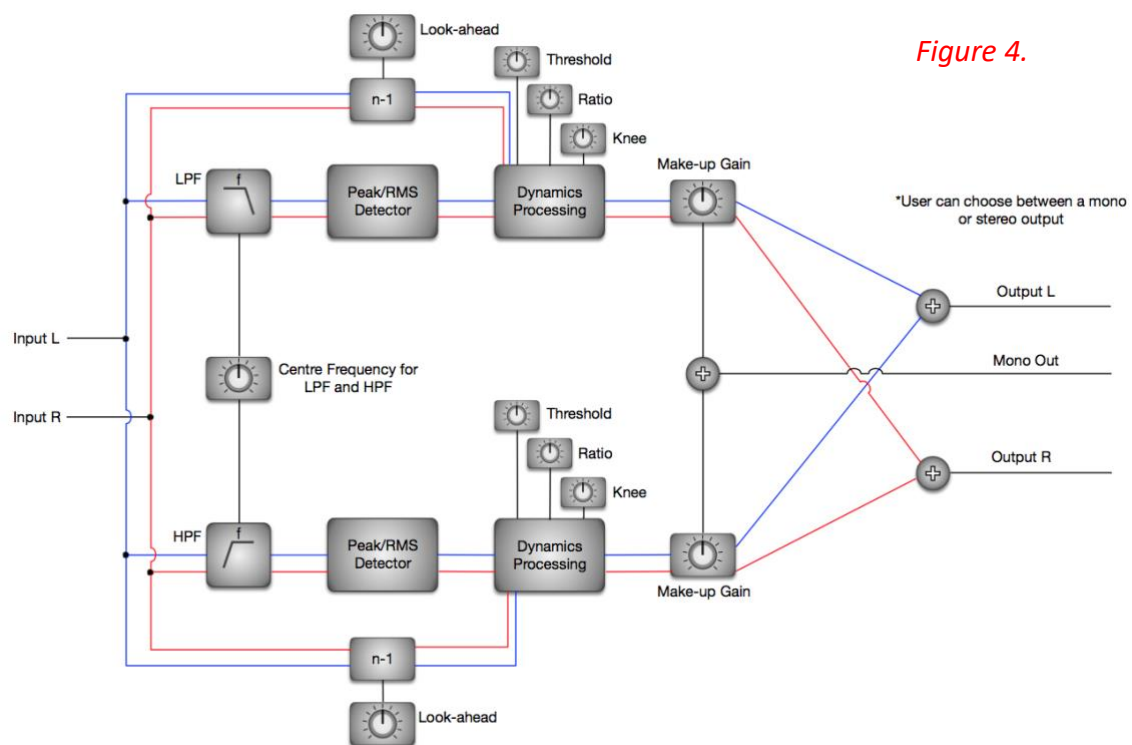 Look-ahead
Figure 4.
Threshold
n-1
Ratio
Knee
Make-up Gain
LPF
f
Peak/RMS
Detector
Dynamics
Processing
*User can choose between a mono
or stereo output
Output L
Input L
Mono Out
Centre Frequency for
LPF and HPF
Input R
Threshold
Ratio
Output R
Knee
HPF
f
Peak/RMS
Detector
Dynamics
Processing
Make-up Gain
n-1
Look-ahead